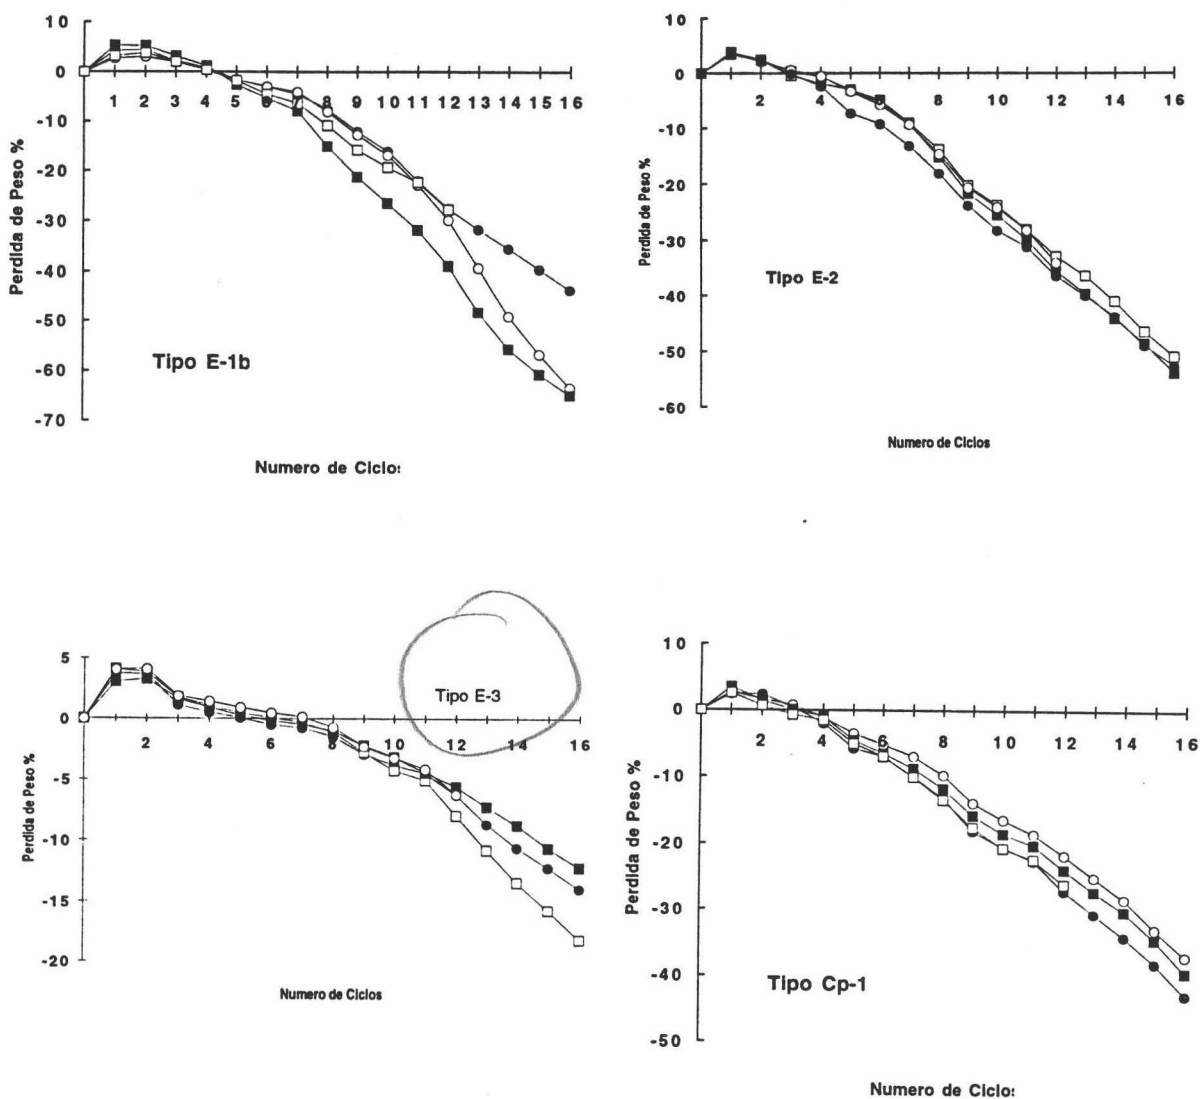 10
0
-10
-20
-30
-40
-50
-60
-70
1 2 3 4 5 6 7 8 9 10 11 12 13 14 15 16
Perdida de Peso %
Tipo E-1b
Numero de Ciclos
10
0
-10
-20
-30
-40
-50
-60
2 4 6 8 10 12 14 16
Perdida de Peso %
Tipo E-2
Numero de Ciclos
5
0
-5
-10
-15
-20
2 4 6 8 10 12 14 16
Perdida de Peso %
Tipo E-3
Numero de Ciclos
10
0
-10
-20
-30
-40
-50
2 4 6 8 10 12 14 16
Perdida de Peso %
Tipo Cp-1
Numero de Ciclos